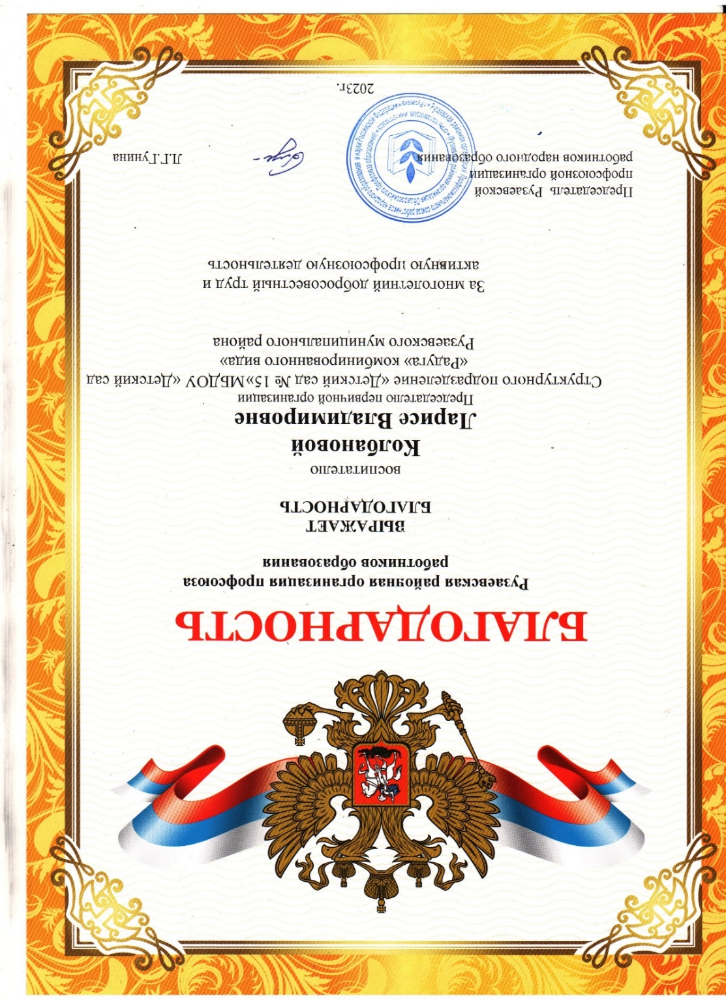 БЛАГОДАРНОСТЬ
Рузаевская районная организация профсоюза
работников образования
ВЫРАЖАЕТ
БЛАГОДАРНОСТЬ
воспитателю
Колбановой
Ларисе Владимировне
Председателю первичной организации
Структурного подразделение «Детский сад № 15»МБДОУ «Детский сад
«Радуга» комбинированного вида»
Рузаевского муниципального района
За многолетний добросовестный труд и
активную профсоюзную деятельность
Председатель Рузаевской
профсоюзной организации
работников народного образования
Л.Г.Гунина
2023г.